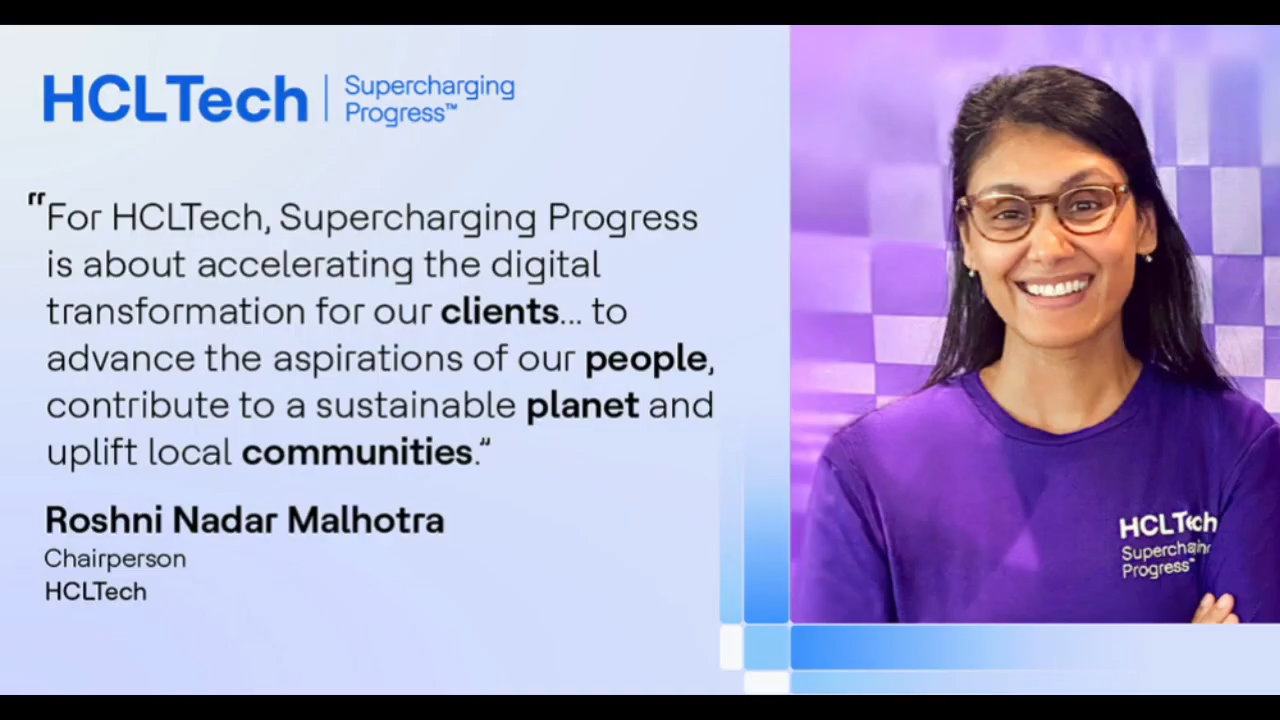 HCLTech | Supercharging
Progress™
"For HCLTech, Supercharging Progress
is about accelerating the digital
transformation for our clients... to
advance the aspirations of our people,
contribute to a sustainable planet and
uplift local communities."
Roshni Nadar Malhotra
Chairperson
HCLTech
HCLTech
Supercharging
Progress™